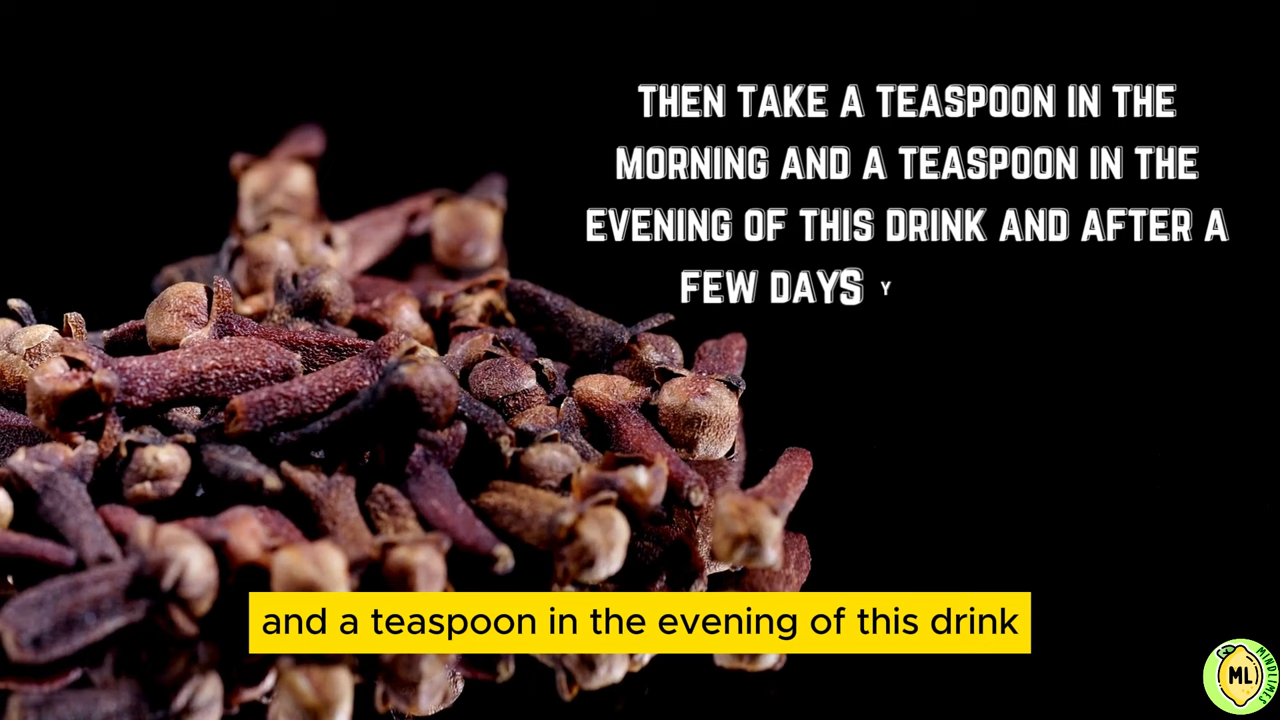 THEN TAKE A TEASPOON IN THE
MORNING AND A TEASPOON IN THE
EVENING OF THIS DRINK AND AFTER A
FEW DAYS Y
and a teaspoon in the evening of this drink
ML
MINDLIMES